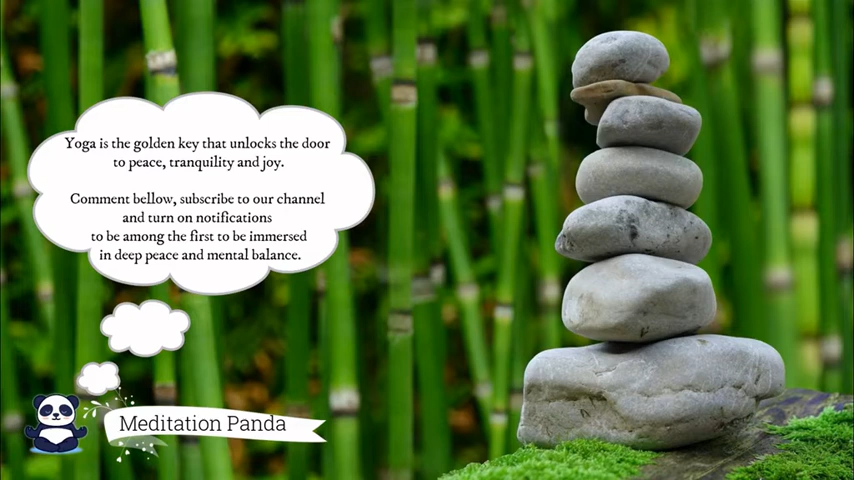 Yoga is the golden key that unlocks the door
to peace, tranquility and joy.
Comment bellow, subscribe to our channel
and turn on notifications
to be among the first to be immersed
in deep peace and mental balance.
Meditation Panda